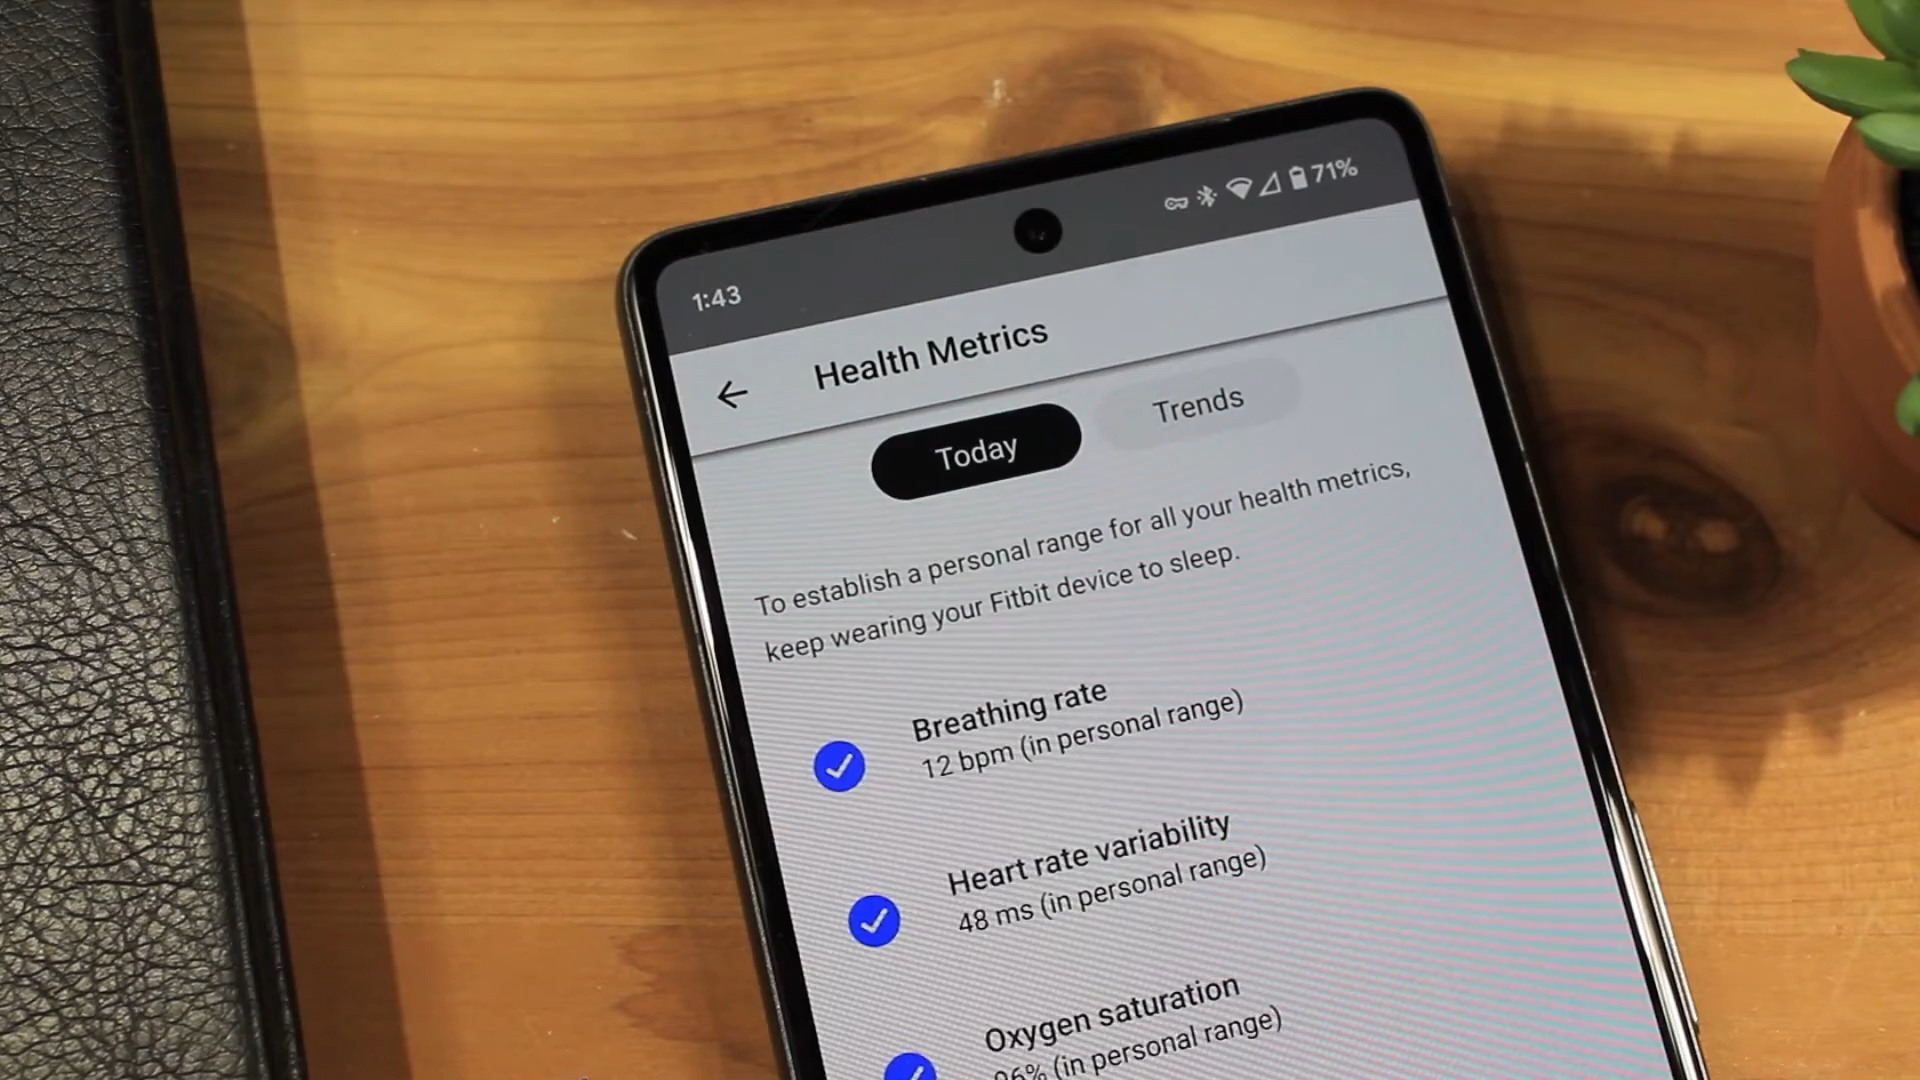 1:43
71%
Health Metrics
Today
Trends
To establish a personal range for all your health metrics,
keep wearing your Fitbit device to sleep.
Breathing rate
12 bpm (in personal range)
Heart rate variability
48 ms (in personal range)
Oxygen saturation
96% (in personal range)